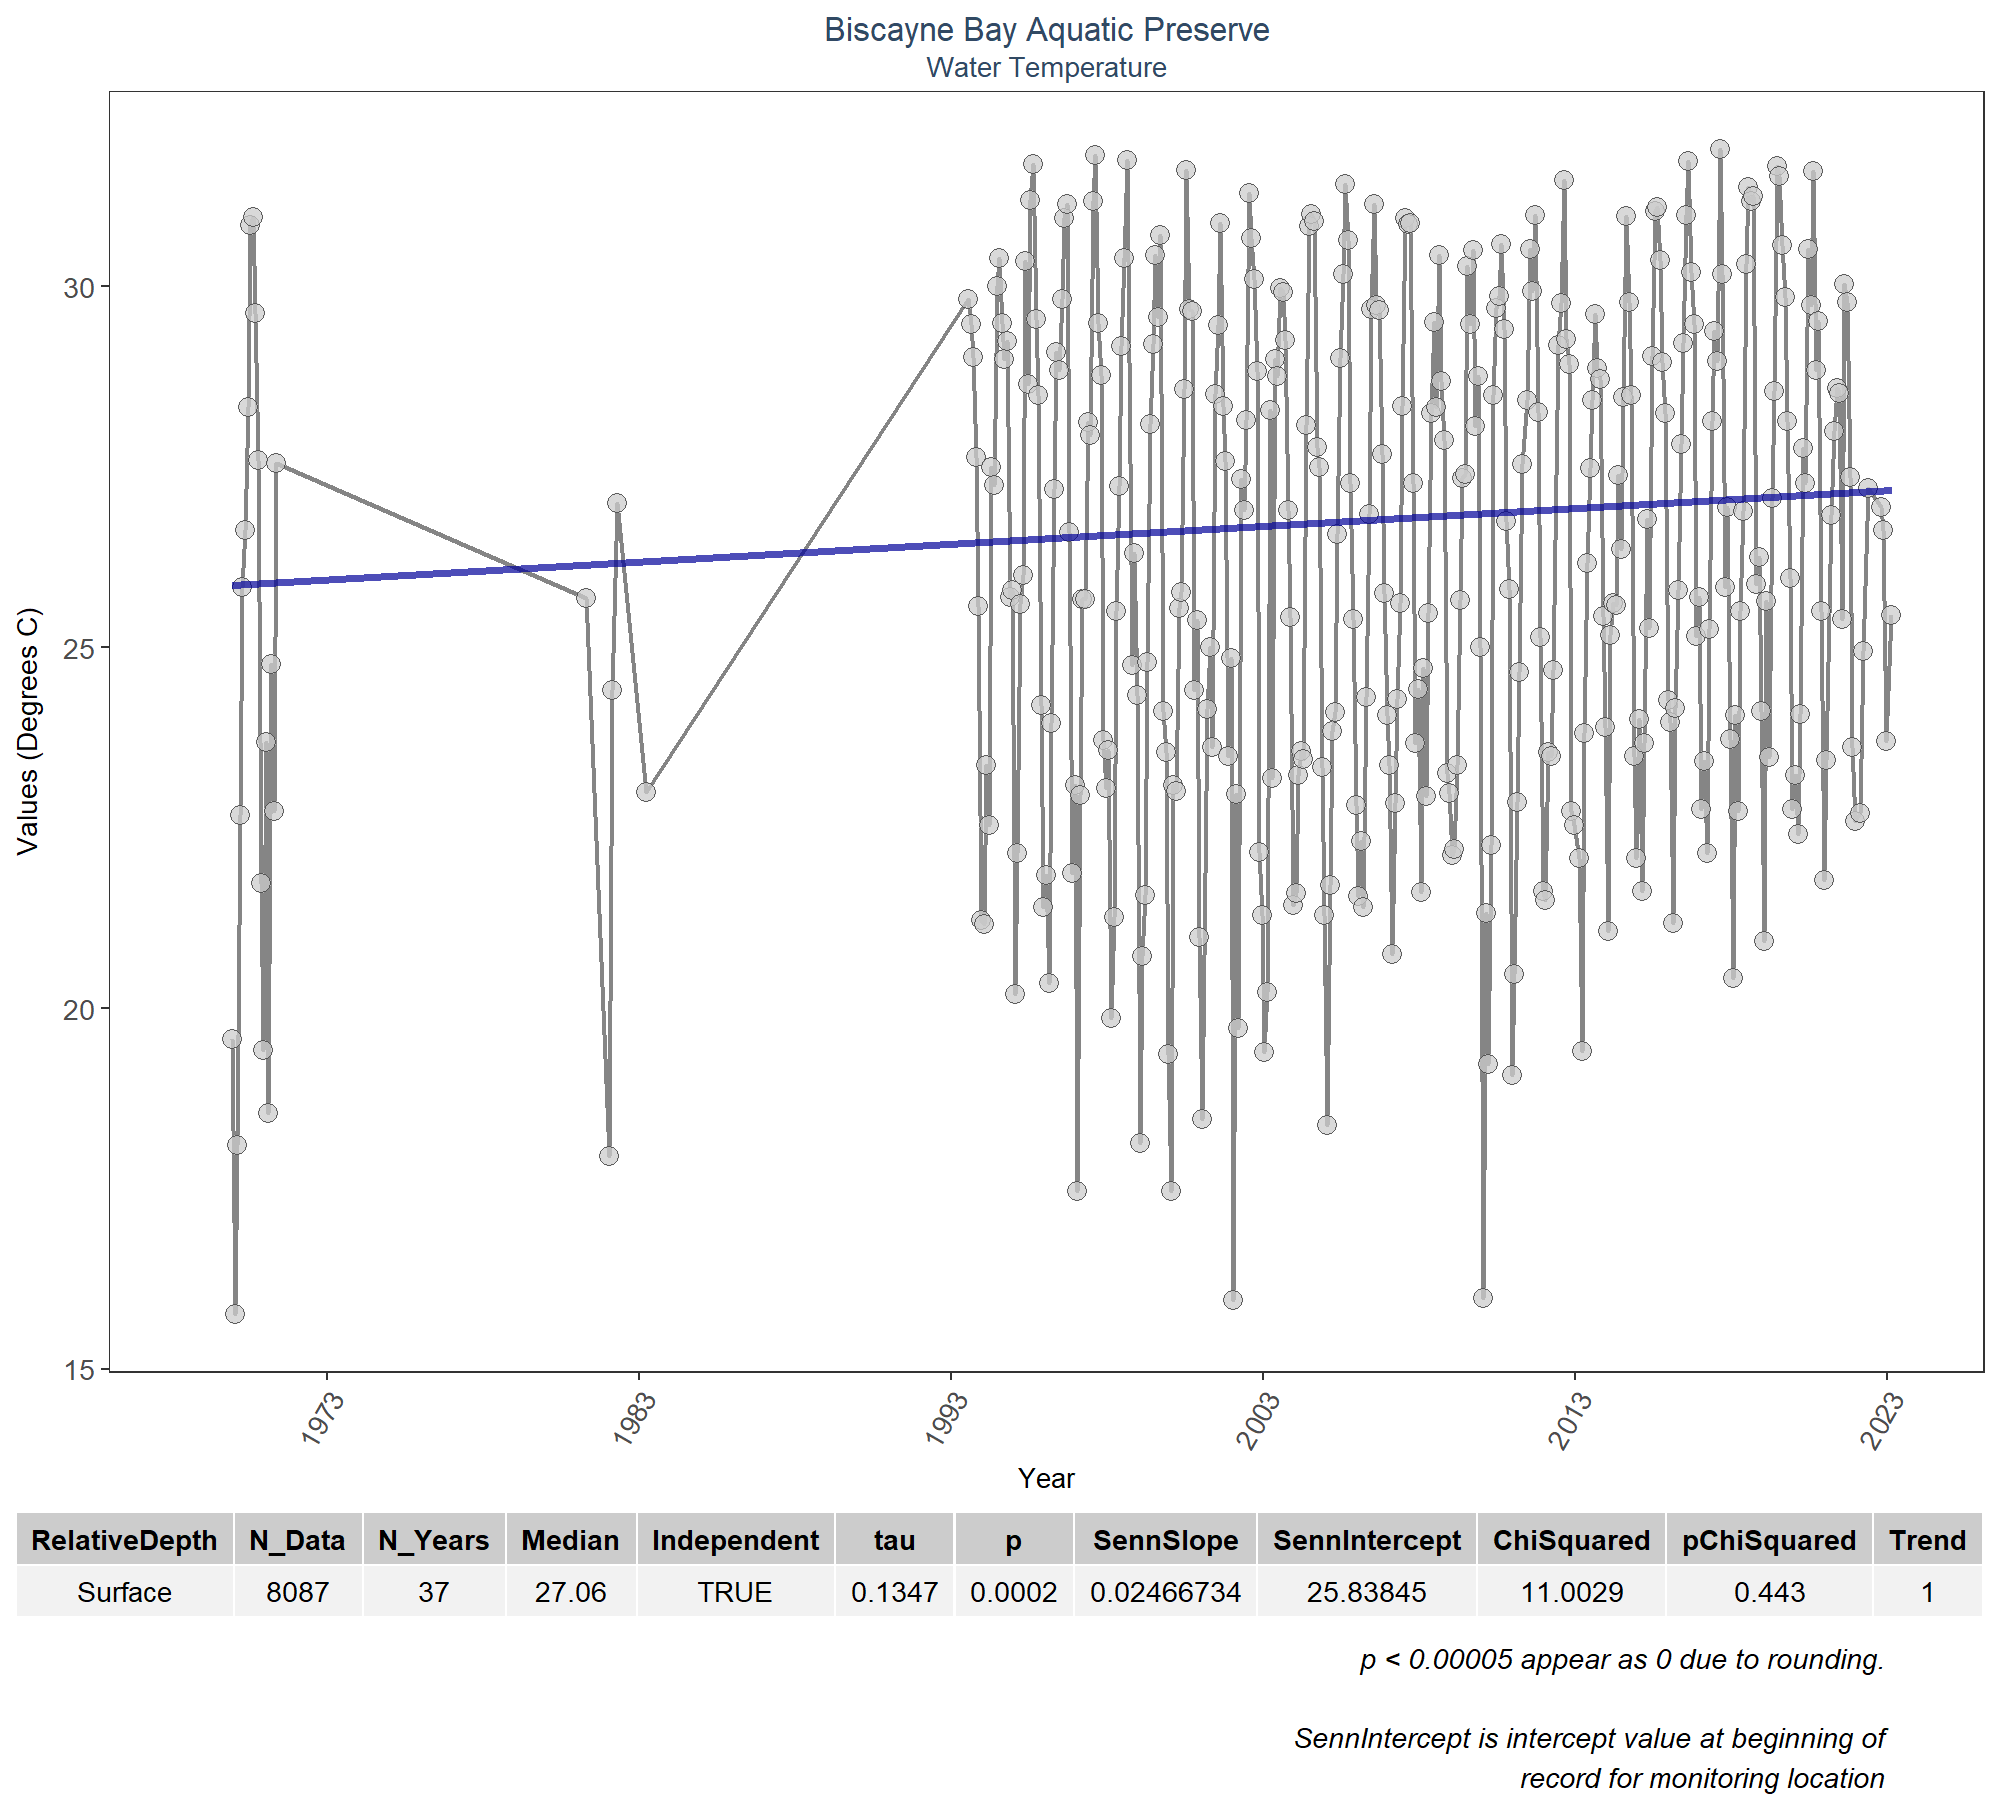 Biscayne Bay Aquatic Preserve
Water Temperature
Values (Degrees C)
30
25
20
15
1973
1983
1993
2003
2013
2023
Year
RelativeDepth N_Data N_Years Median Independent tau p SennSlope SennIntercept ChiSquared pChiSquared Trend
Surface 8087 37 27.06 TRUE 0.1347 0.0002 0.02466734 25.83845 11.0029 0.443 1
p < 0.00005 appear as 0 due to rounding.
SennIntercept is intercept value at beginning of
record for monitoring location